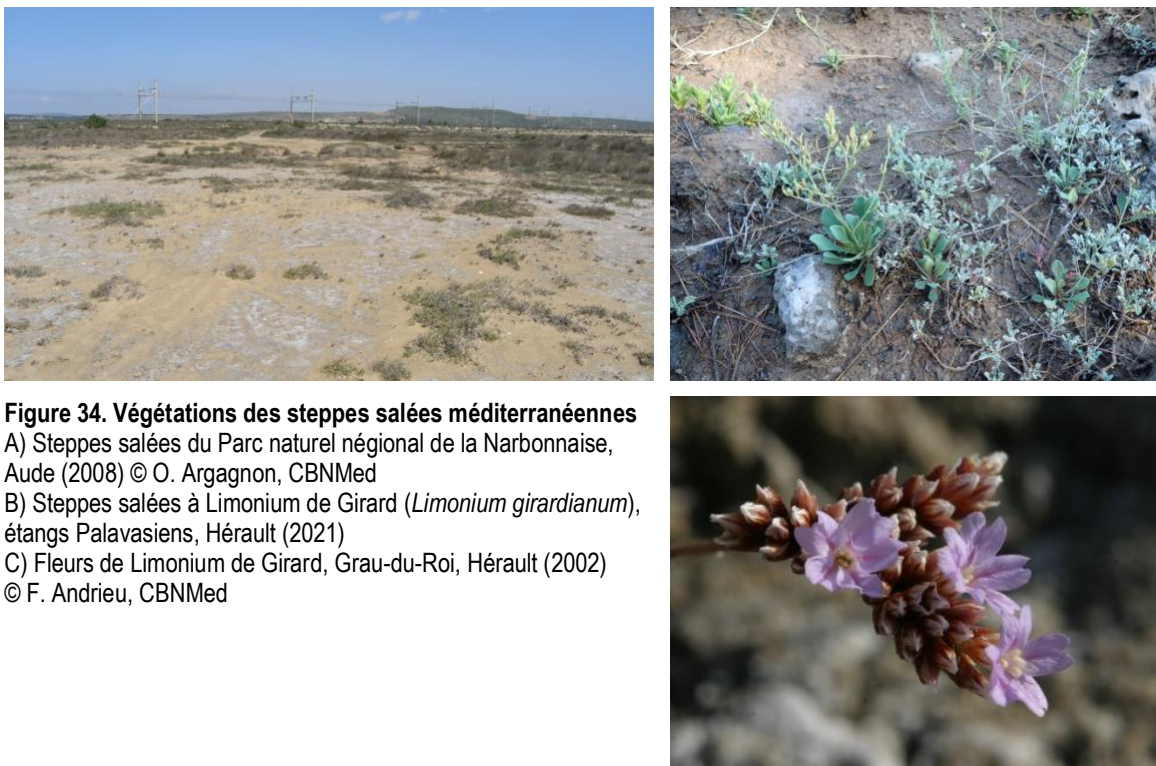 Figure 34. Végétations des steppes salées méditerranéennes
A) Steppes salées du Parc naturel négional de la Narbonnaise,
Aude (2008) © O. Argagnon, CBNMed
B) Steppes salées à Limonium de Girard (Limonium girardianum),
étangs Palavasiens, Hérault (2021)
C) Fleurs de Limonium de Girard, Grau-du-Roi, Hérault (2002)
© F. Andrieu, CBNMed